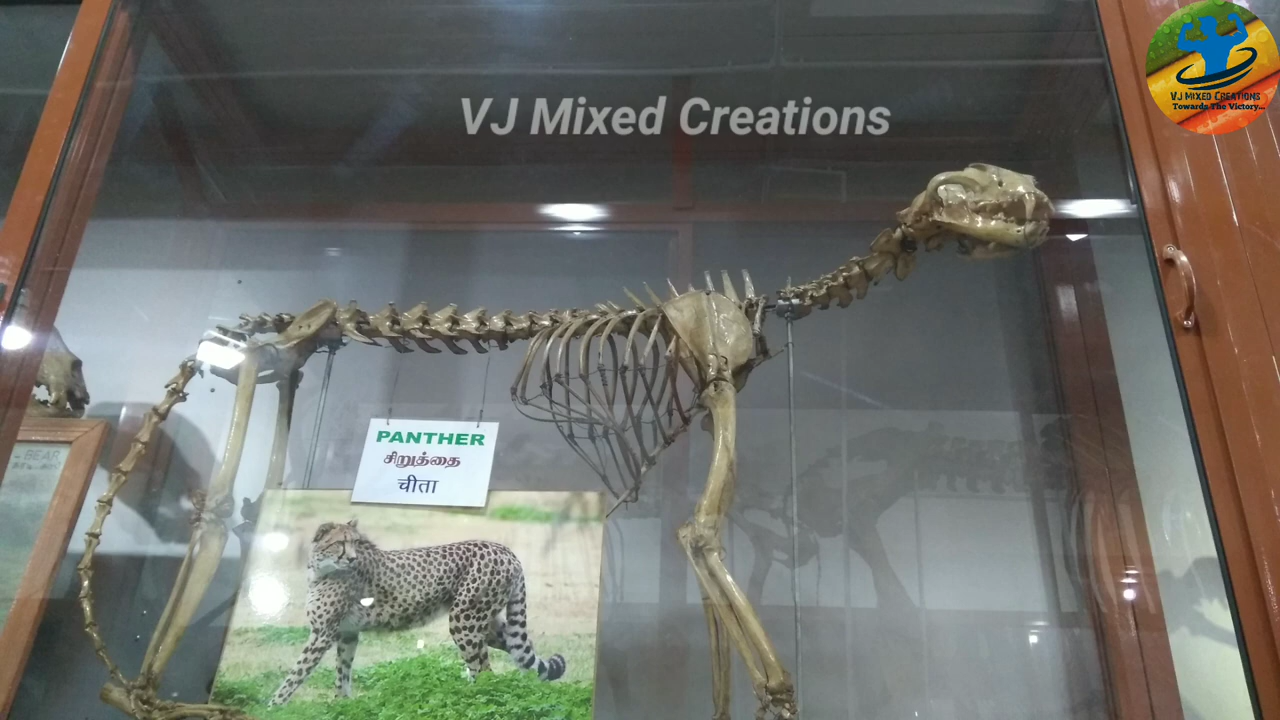 VJ Mixed Creations
VJ MIXED CREATIONS
Towards The Victory...
PANTHER
சிறுத்தை
चीता
- BEAR